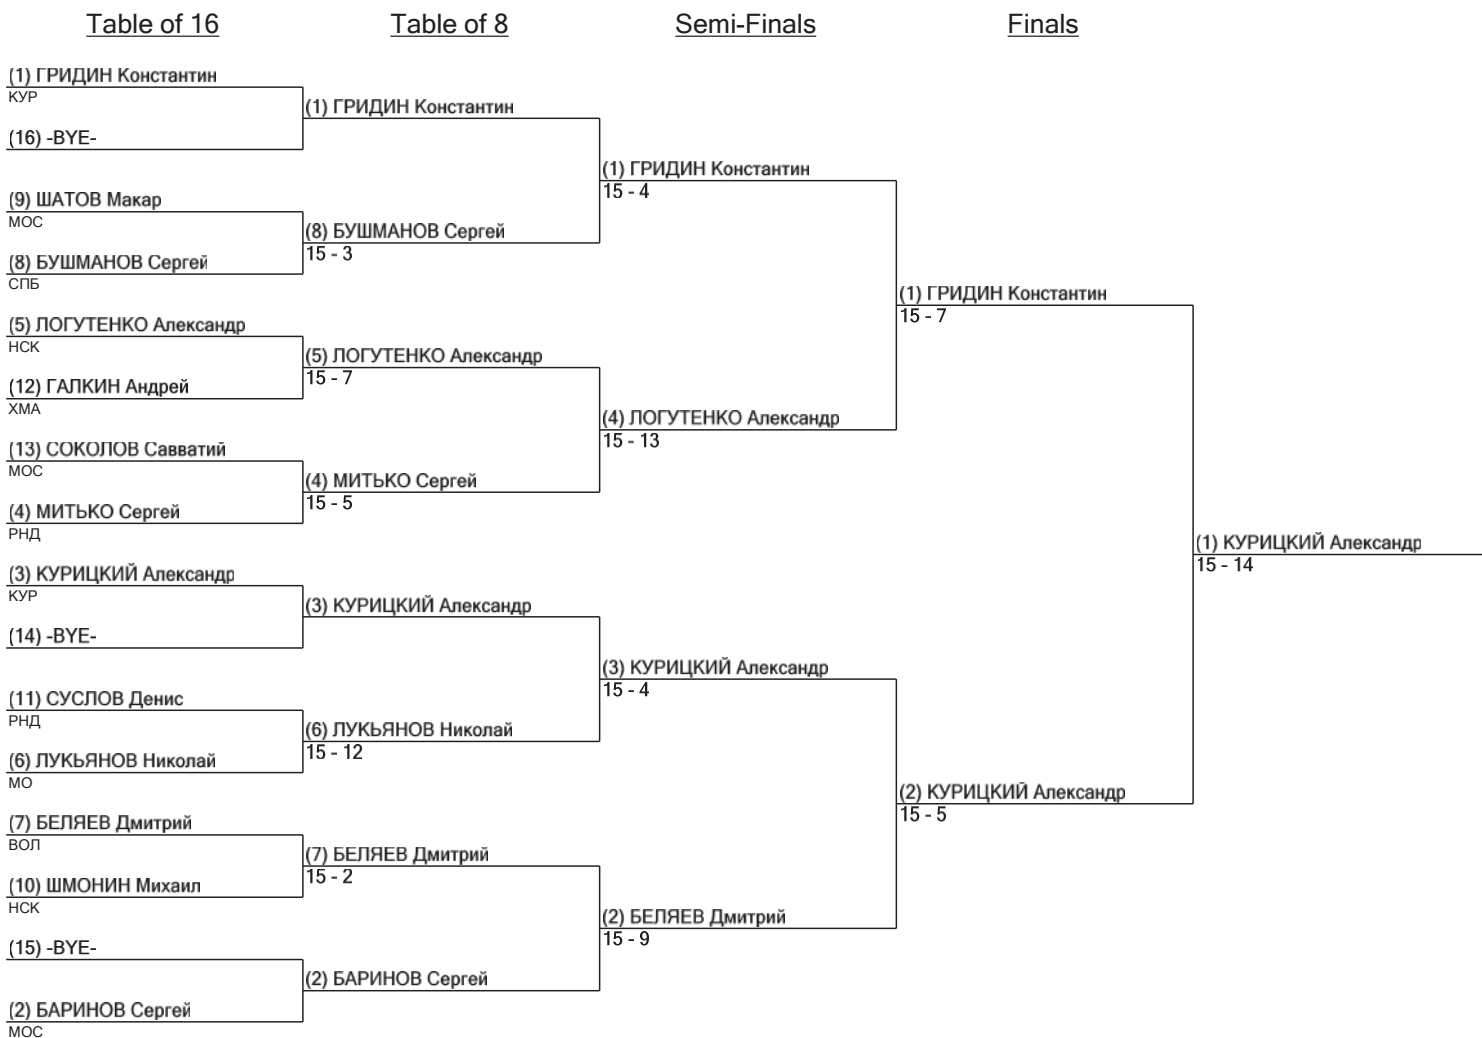 Table of 16
Table of 8
Semi-Finals
Finals
(1) ГРИДИН Константин
КУР
(16) -BYE-
(9) ШАТОВ Макар
МОС
(8) БУШМАНОВ Сергей
СПБ
(5) ЛОГУТЕНКО Александр
НСК
(12) ГАЛКИН Андрей
ХМА
(13) СОКОЛОВ Савватий
МОС
(4) МИТЬКО Сергей
РНД
(3) КУРИЦКИЙ Александр
КУР
(14) -BYE-
(11) СУСЛОВ Денис
РНД
(6) ЛУКЬЯНОВ Николай
МО
(7) БЕЛЯЕВ Дмитрий
ВОЛ
(10) ШМОНИН Михаил
НСК
(15) -BYE-
(2) БАРИНОВ Сергей
МОС
(1) ГРИДИН Константин
(8) БУШМАНОВ Сергей
15 - 3
(5) ЛОГУТЕНКО Александр
15 - 7
(4) МИТЬКО Сергей
15 - 5
(3) КУРИЦКИЙ Александр
(6) ЛУКЬЯНОВ Николай
15 - 12
(7) БЕЛЯЕВ Дмитрий
15 - 2
(2) БАРИНОВ Сергей
(1) ГРИДИН Константин
15 - 4
(4) ЛОГУТЕНКО Александр
15 - 13
(3) КУРИЦКИЙ Александр
15 - 4
(2) БЕЛЯЕВ Дмитрий
15 - 9
(1) ГРИДИН Константин
15 - 7
(2) КУРИЦКИЙ Александр
15 - 5
(1) КУРИЦКИЙ Александр
15 - 14